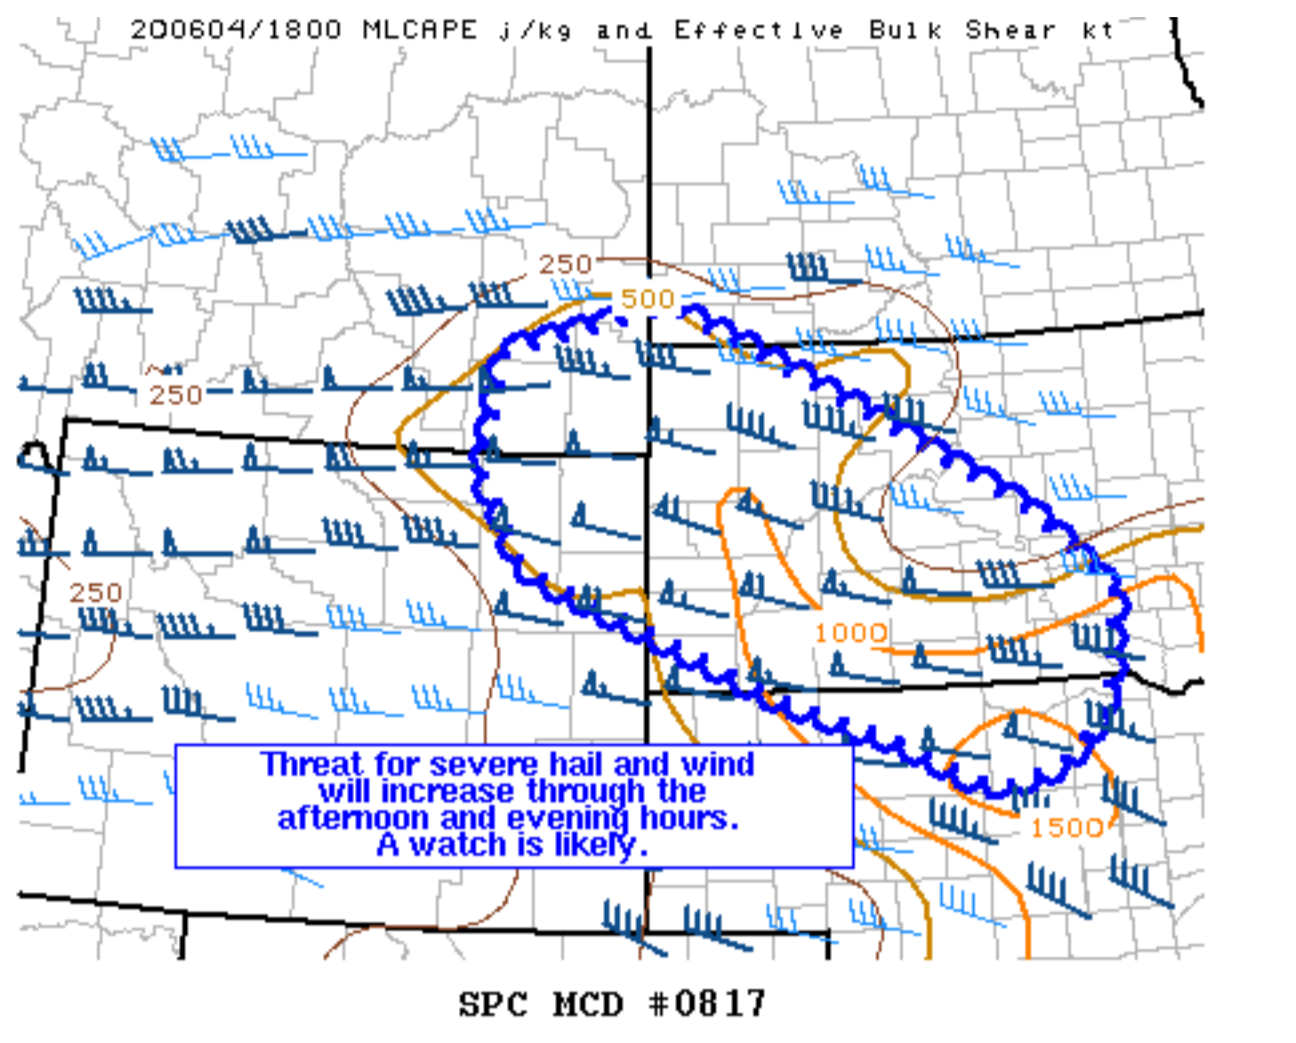 200604/1800 MLCAPE j/kg and Effective Bulk Shear kt
250
500
250
250
1000
Threat for severe hail and wind
will increase through the
afternoon and evening hours.
A watch is likely.
1500
SPC MCD #0817